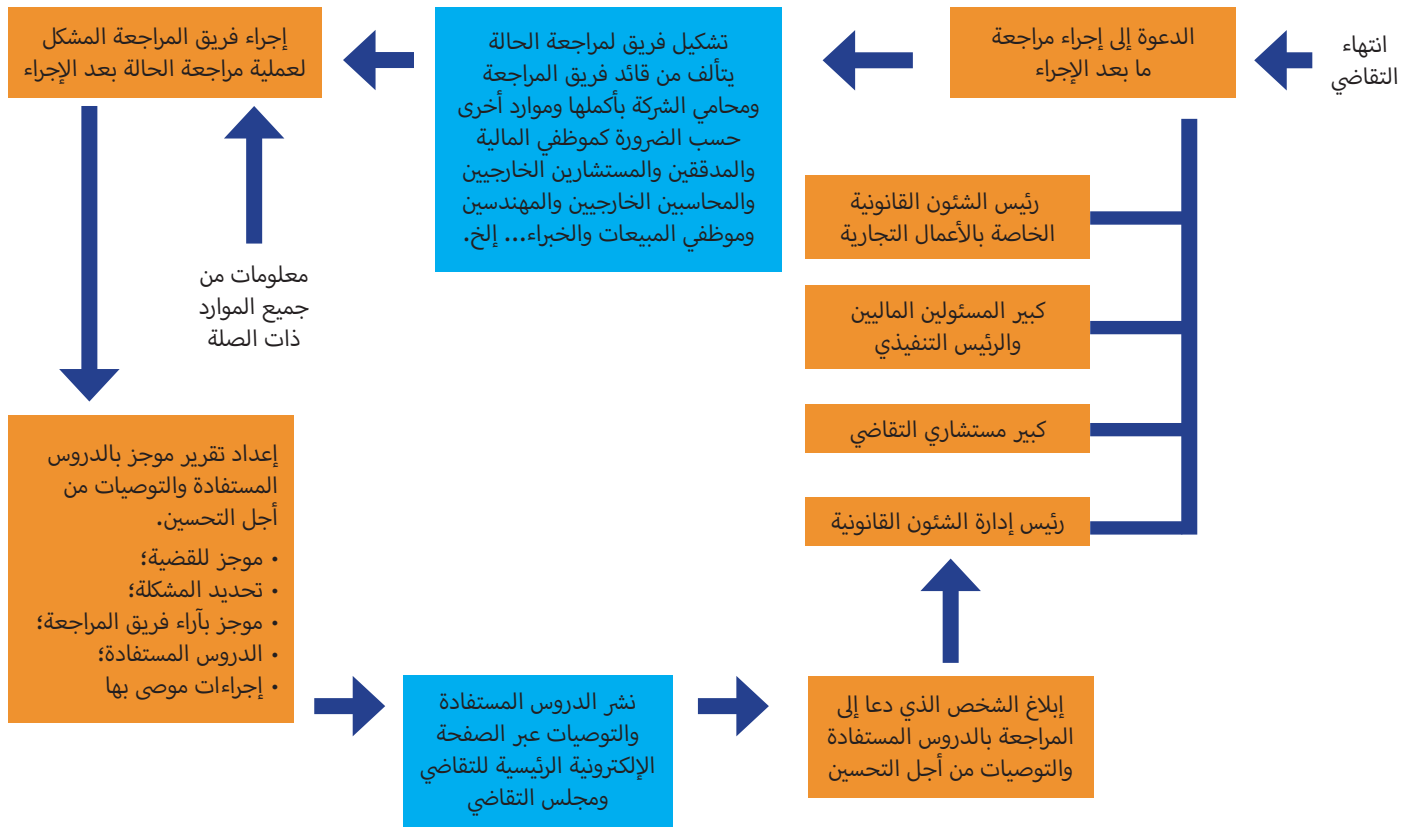 انتهاء
التقاضي
الدعوة إلى إجراء مراجعة
ما بعد الإجراء
تشكيل فريق لمراجعة الحالة
يتألف من قائد فريق المراجعة
ومحامي الشركة بأكملها وموارد أخرى
حسب الضرورة كموظفي المالية
والمدققين والمستشارين الخارجيين
والمحاسبين الخارجيين والمهندسين
وموظفي المبيعات والخبراء... إلخ.
إجراء فريق المراجعة المشكل
لعملية مراجعة الحالة بعد الإجراء
معلومات من
جميع الموارد
ذات الصلة
رئيس الشئون القانونية
الخاصة بالأعمال التجارية
كبير المسئولين الماليين
والرئيس التنفيذي
كبير مستشاري التقاضي
رئيس إدارة الشئون القانونية
إعداد تقرير موجز بالدروس
المستفادة والتوصيات من
أجل التحسين.
• موجز للقضية؛
• تحديد المشكلة؛
• موجز بآراء فريق المراجعة؛
• الدروس المستفادة؛
• إجراءات موصى بها
نشر الدروس المستفادة
والتوصيات عبر الصفحة
الإلكترونية الرئيسية للتقاضي
ومجلس التقاضي
إبلاغ الشخص الذي دعا إلى
المراجعة بالدروس المستفادة
والتوصيات من أجل التحسين